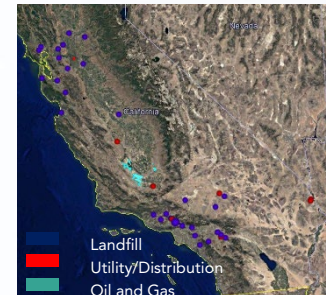 Nevada
California
Landfill
Utility/Distribution
Oil and Gas